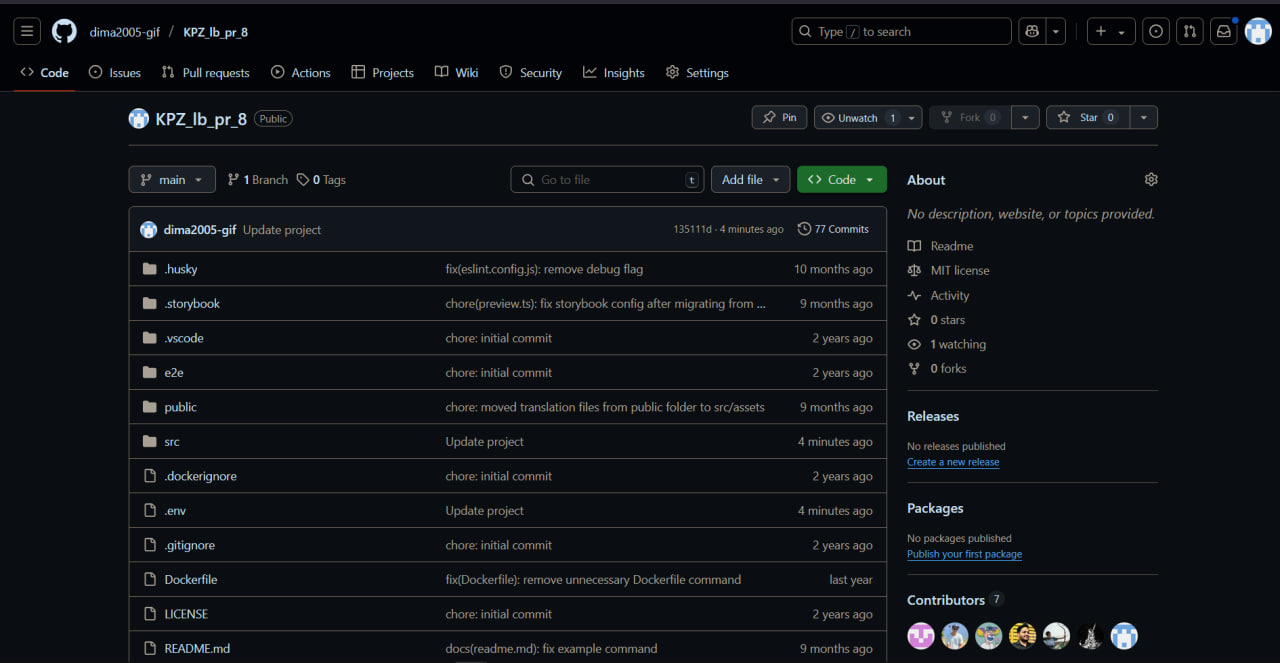 dima2005-gif / KPZ_lb_pr_8 Type / to search
Code Issues Pull requests Actions Projects Wiki Security Insights Settings
KPZ_lb_pr_8 Public Pin Unwatch 1 Fork 0 Star 0
main 1 Branch 0 Tags Go to file t Add file Code
dima2005-gif Update project 135111d · 4 minutes ago 77 Commits
.husky fix(eslint.config.js): remove debug flag 10 months ago
.storybook chore(preview.ts): fix storybook config after migrating from ... 9 months ago
.vscode chore: initial commit 2 years ago
e2e chore: initial commit 2 years ago
public chore: moved translation files from public folder to src/assets 9 months ago
src Update project 4 minutes ago
.dockerignore chore: initial commit 2 years ago
.env Update project 4 minutes ago
.gitignore chore: initial commit 2 years ago
Dockerfile fix(Dockerfile): remove unnecessary Dockerfile command last year
LICENSE chore: initial commit 2 years ago
README.md docs(readme.md): fix example command 9 months ago
About
No description, website, or topics provided.
Readme
MIT license
Activity
0 stars
1 watching
0 forks
Releases
No releases published
Create a new release
Packages
No packages published
Publish your first package
Contributors 7